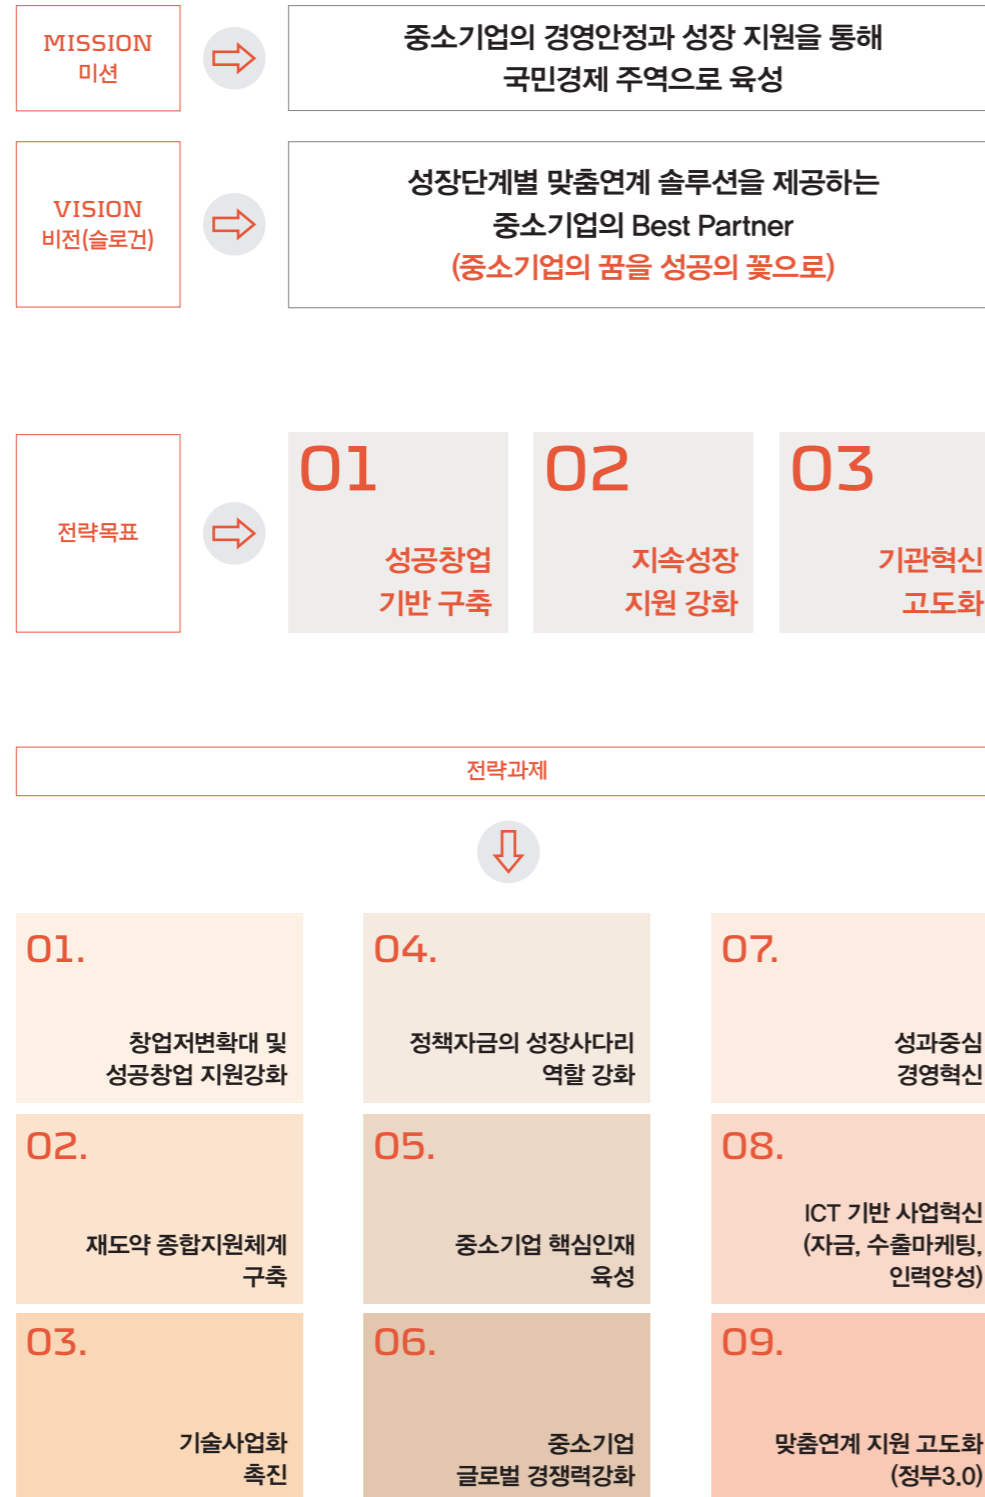 MISSION
미션
중소기업의 경영안정과 성장 지원을 통해
국민경제 주역으로 육성
VISION
비전(슬로건)
성장단계별 맞춤연계 솔루션을 제공하는
중소기업의 Best Partner
(중소기업의 꿈을 성공의 꽃으로)
전략목표
01
성공창업
기반 구축
02
지속성장
지원 강화
03
기관혁신
고도화
전략과제
01.
창업저변확대 및
성공창업 지원강화
02.
재도약 종합지원체계
구축
03.
기술사업화
촉진
04.
정책자금의 성장사다리
역할 강화
05.
중소기업 핵심인재
육성
06.
중소기업
글로벌 경쟁력강화
07.
성과중심
경영혁신
08.
ICT 기반 사업혁신
(자금, 수출마케팅,
인력양성)
09.
맞춤연계 지원 고도화
(정부3.0)